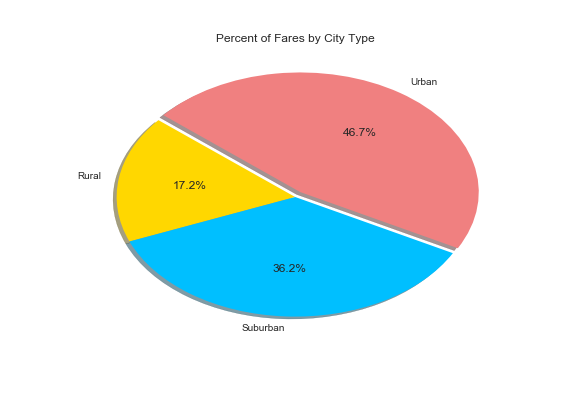 Percent of Fares by City Type
Urban
46.7%
Rural
17.2%
36.2%
Suburban